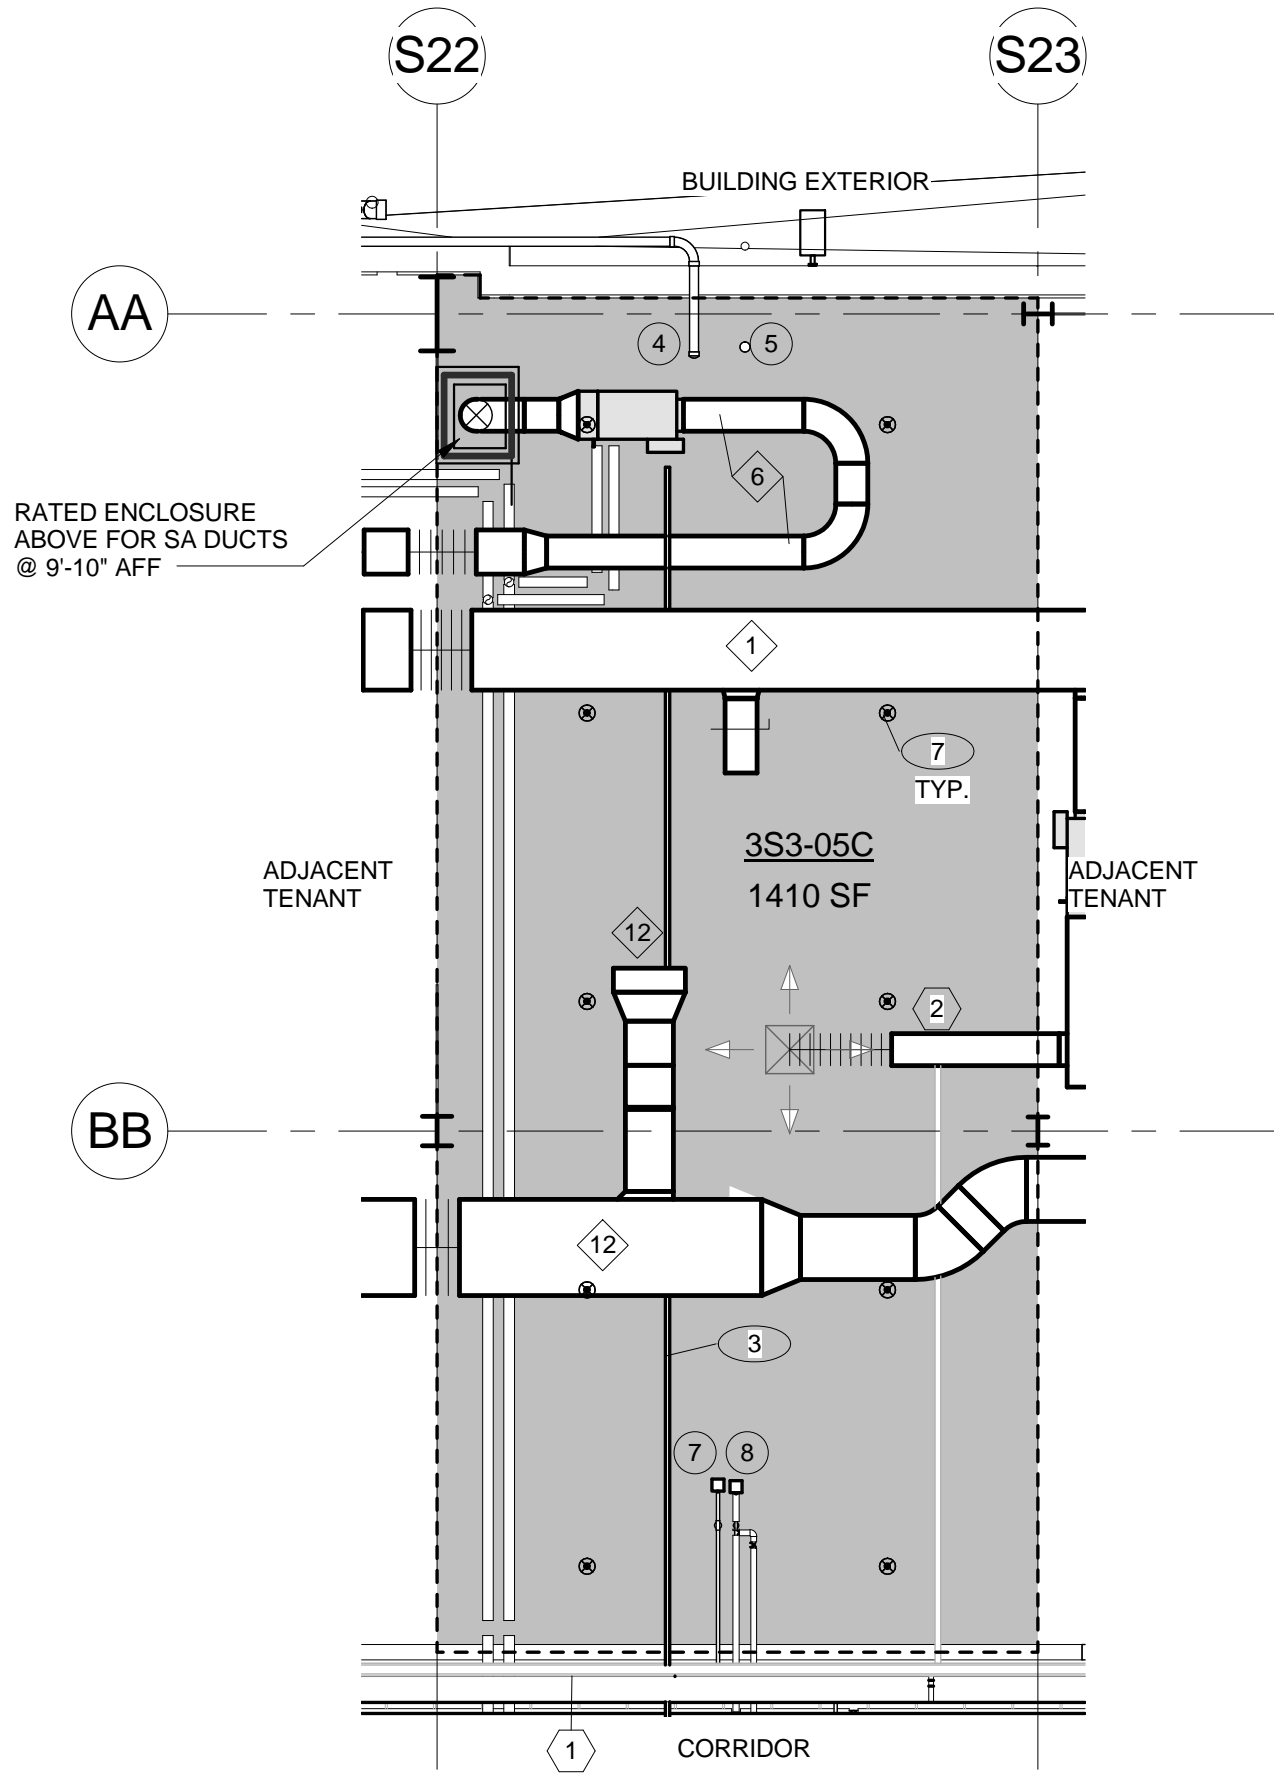 S22
S23
BUILDING EXTERIOR
AA
4
5
6
RATED ENCLOSURE
ABOVE FOR SA DUCTS
@ 9'-10" AFF
1
7
TYP.
3S3-05C
1410 SF
ADJACENT
TENANT
ADJACENT
TENANT
12
2
BB
12
3
7
8
1
CORRIDOR